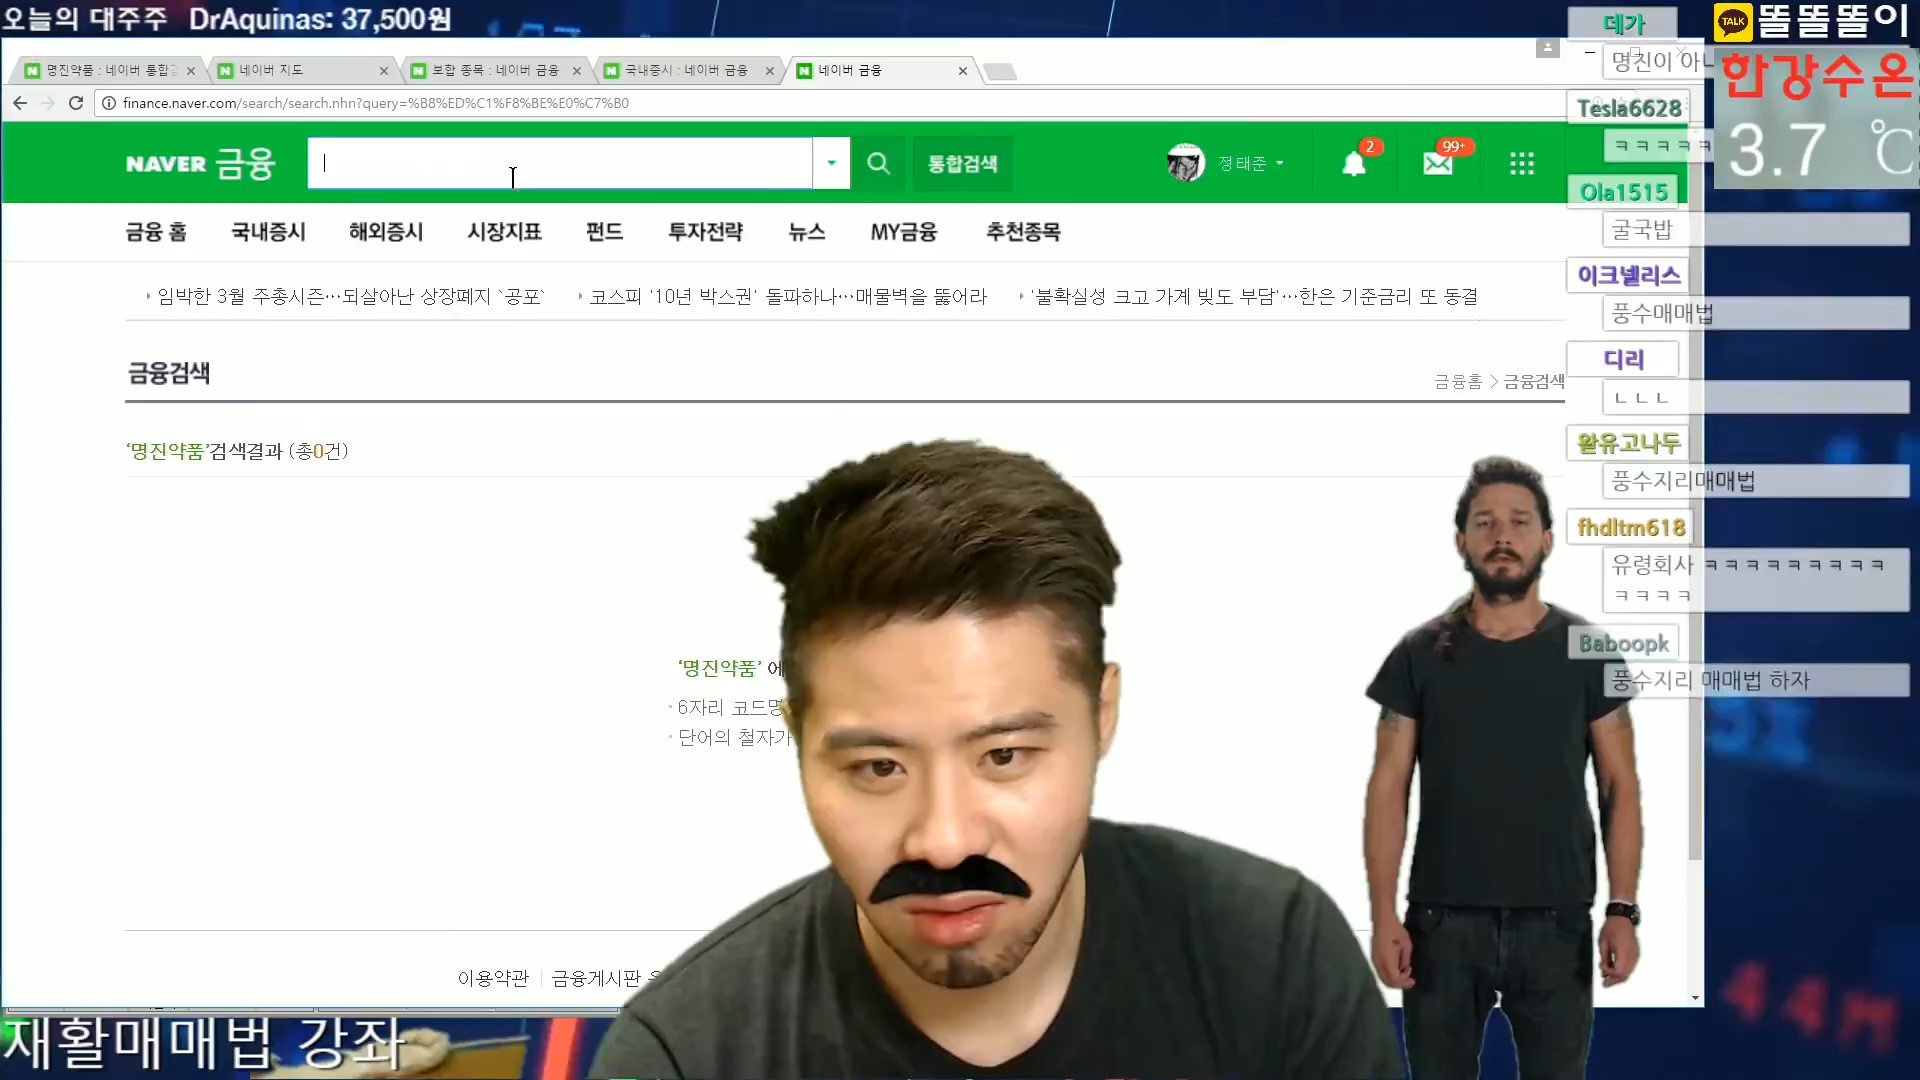 오늘의 대주주 DrAquinas: 37,500원
TALK 똘똘똘이
명진약품 : 네이버 통합
네이버 지도
보합 종목 : 네이버 금융
국내증시 : 네이버 금융
네이버 금융
finance.naver.com/search/search.nhn?query=%B8%ED%C1%F8%BE%E0%C7%B0
NAVER 금융
통합검색
정태준
2
99+
금융 홈
국내증시
해외증시
시장지표
펀드
투자전략
뉴스
MY금융
추천종목
임박한 3월 주총시즌…되살아난 상장폐지 `공포`
코스피 '10년 박스권' 돌파하나…매물벽을 뚫어라
'불확실성 크고 가계 빚도 부담'…한은 기준금리 또 동결
금융검색
금융홈 > 금융검색
'명진약품'검색결과 (총0건)
'명진약품' 에
6자리 코드명
단어의 철자가
이용약관
금융게시판
데가
명진이 아니
한강수온
3.7 ℃
Tesla6628
ㅋㅋㅋㅋㅋ
Ola1515
굴국밥
이크넬리스
풍수매매법
디리
ㄴㄴㄴ
왈유고나두
풍수지리매매법
fhdltm618
유령회사 ㅋㅋㅋㅋㅋㅋㅋㅋㅋ
ㅋㅋㅋㅋ
Baboopk
풍수지리 매매법 하자
재활매매법 강좌